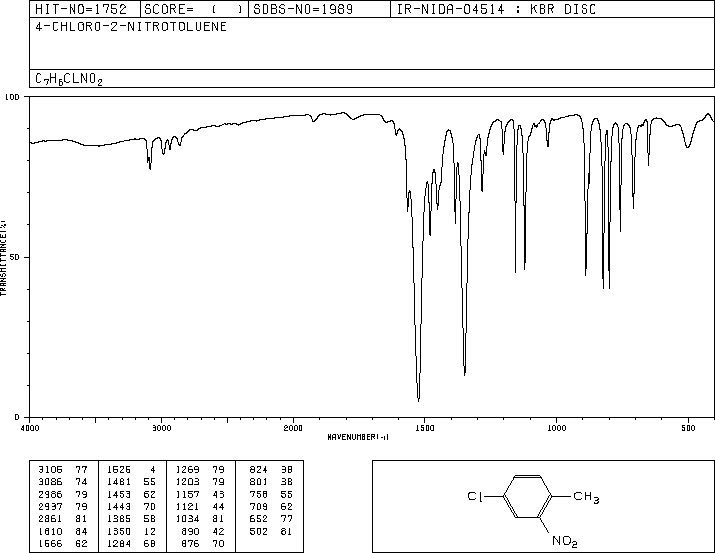 HIT-NO=1752 SCORE= ( ) SDBS-NO=1989 IR-NIDA-04514 : KBR DISC
4-CHLORO-2-NITROTOLUENE
C7H6CLNO2
100
TRANSMITTANCE(%)
50
0
4000 3000 2000 1500 1000 500
WAVENUMBER(-1)
3105 77 1526 4 1269 79 824 38
3086 74 1481 55 1203 79 801 38
2986 79 1453 62 1157 43 758 55
2937 79 1443 70 1121 44 709 62
2861 81 1385 58 1034 81 652 77
1610 84 1350 12 890 42 502 81
1566 62 1284 68 876 70
Cl CH3
NO2